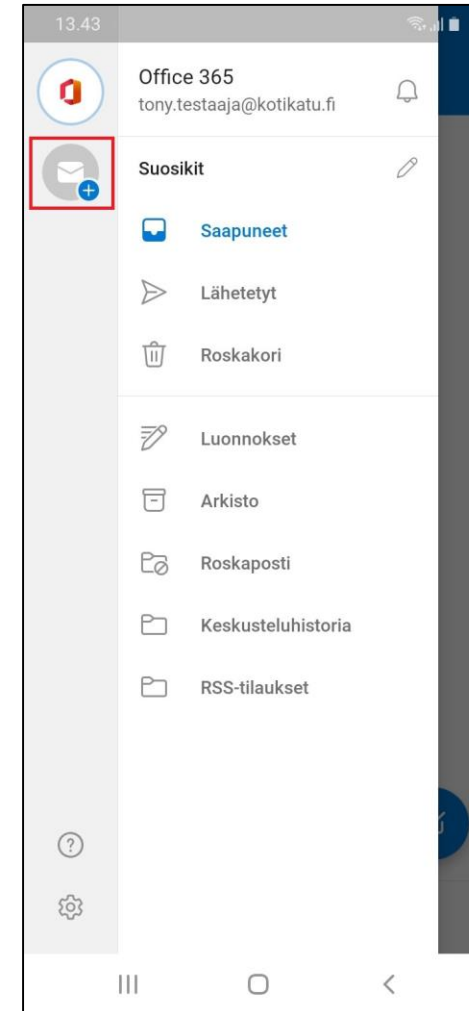 13.43
Office 365
tony.testaaja@kotikatu.fi
Suosikit
Saapuneet
Lähetetyt
Roskakori
Luonnokset
Arkisto
Roskaposti
Keskusteluhistoria
RSS-tilaukset